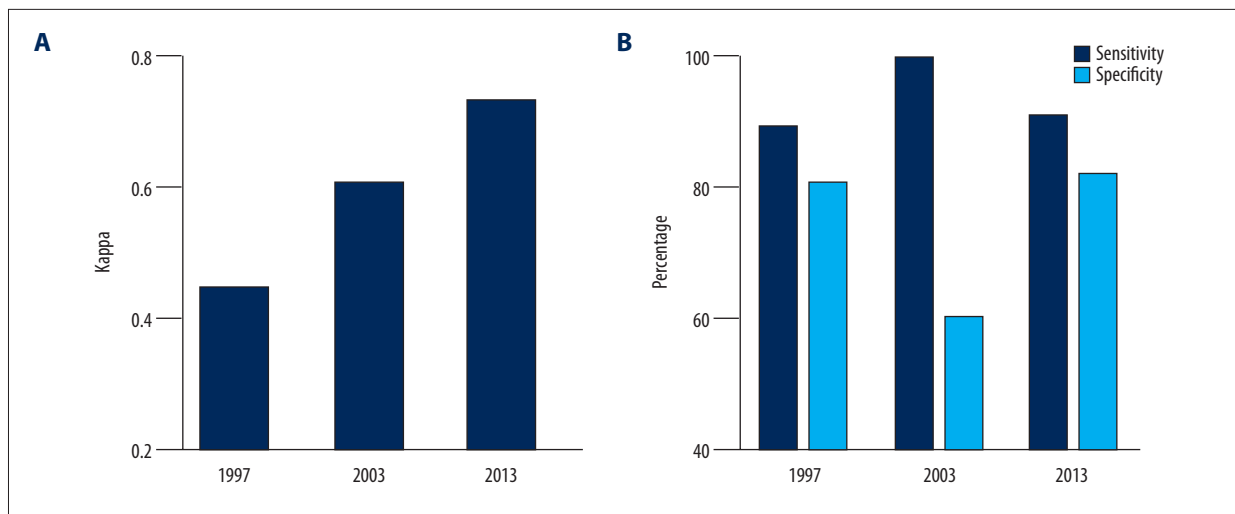 A
0.8
0.6
0.4
0.2
Kappa
1997
2003
2013
B
100
80
60
40
Percentage
1997
2003
2013
Sensitivity
Specificity